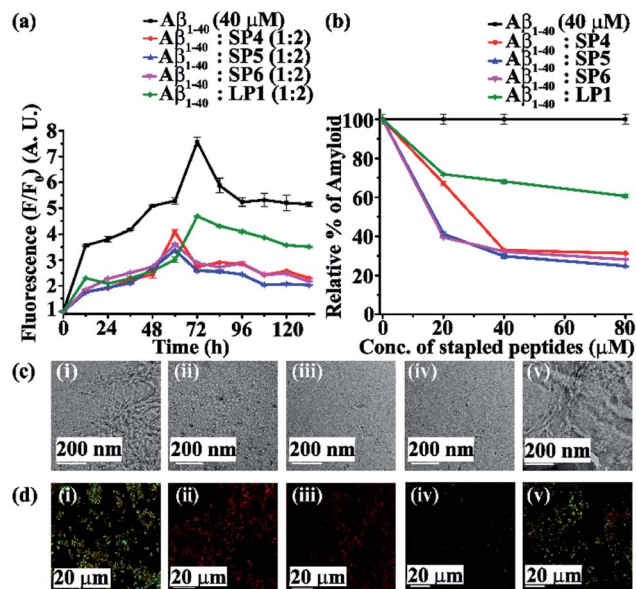 (a)
Aβ1-40 (40 μM)
Aβ1-40 : SP4 (1:2)
Aβ1-40 : SP5 (1:2)
Aβ1-40 : SP6 (1:2)
Aβ1-40 : LP1 (1:2)
Fluorescence (F/F0) (A. U.)
8
7
6
5
4
3
2
1
0 24 48 72 96 120
Time (h)
(b)
Aβ1-40 (40 μM)
Aβ1-40 : SP4
Aβ1-40 : SP5
Aβ1-40 : SP6
Aβ1-40 : LP1
Relative % of Amyloid
100
80
60
40
20
0
0 20 40 60 80
Conc. of stapled peptides (μM)
(c)
(i) (ii) (iii) (iv) (v)
200 nm 200 nm 200 nm 200 nm 200 nm
(d)
(i) (ii) (iii) (iv) (v)
20 μm 20 μm 20 μm 20 μm 20 μm